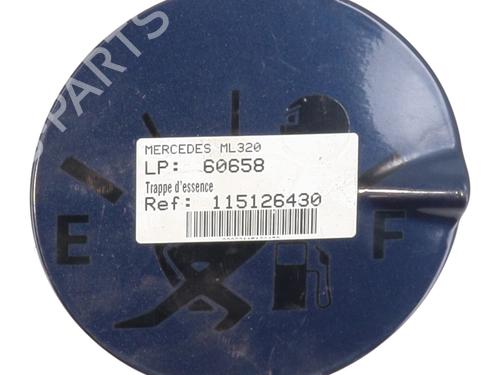 PARTS
MERCEDES ML320
LP: 60658
Trappe d'essence
Ref: 115126430
E
F